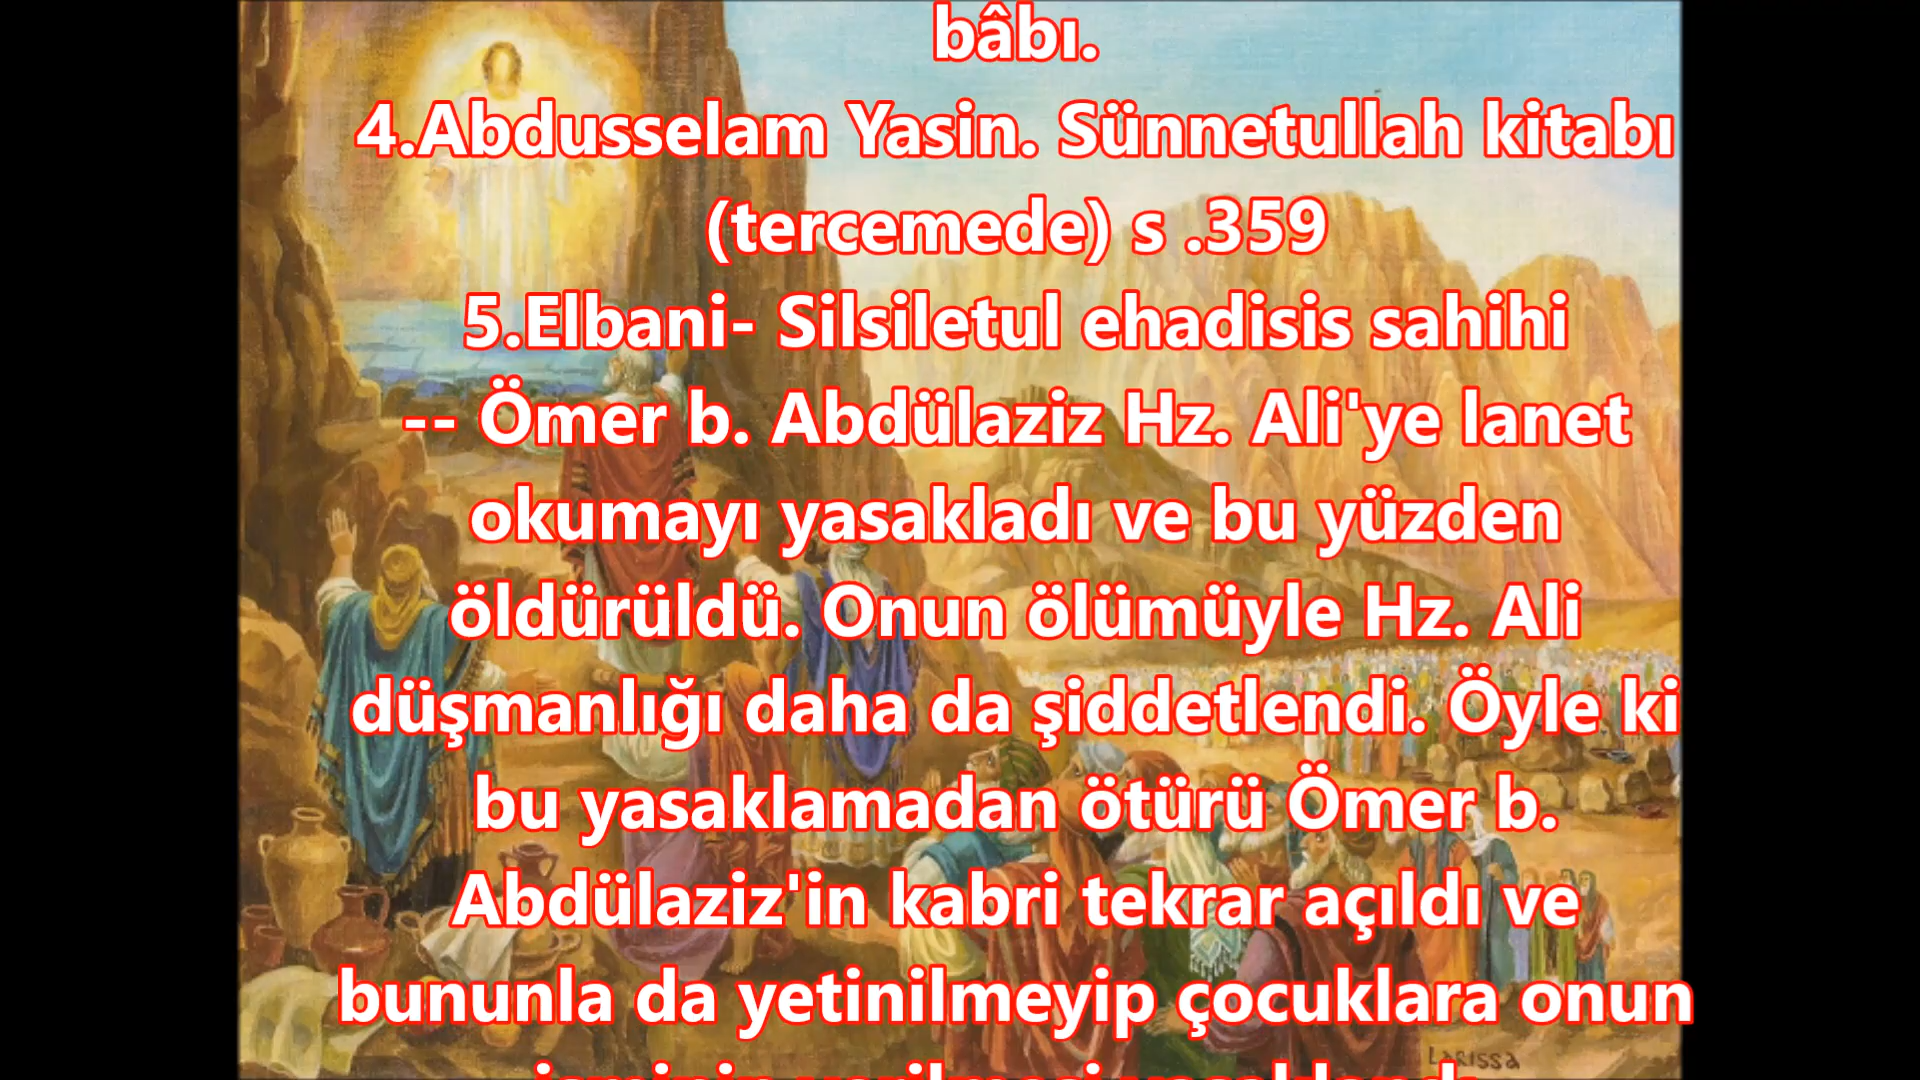 bâbı.
4.Abdusselam Yasin. Sünnetullah kitabı
(tercemede) s .359
5.Elbani- Silsiletul ehadisis sahihi
-- Ömer b. Abdülaziz Hz. Ali'ye lanet
okumayı yasakladı ve bu yüzden
öldürüldü. Onun ölümüyle Hz. Ali
düşmanlığı daha da şiddetlendi. Öyle ki
bu yasaklamadan ötürü Ömer b.
Abdülaziz'in kabri tekrar açıldı ve
bununla da yetinilmeyip çocuklara onun
LARISSA